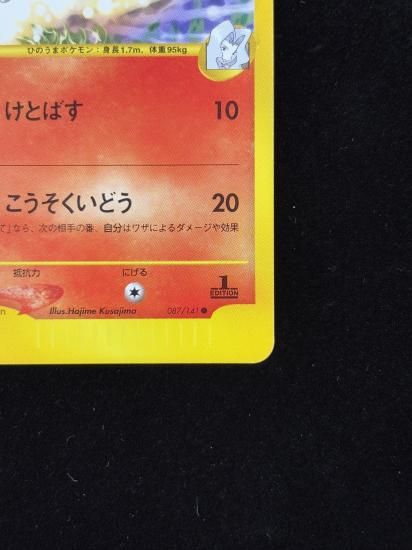 ひのうまポケモン：身長1.7m、体重95kg
けとばす 10
こうそくいどう 20
て」なら、次の相手の番、自分はワザによるダメージや効果
抵抗力 にげる
1
EDITION
Illus.Hajime Kusajima 087/141